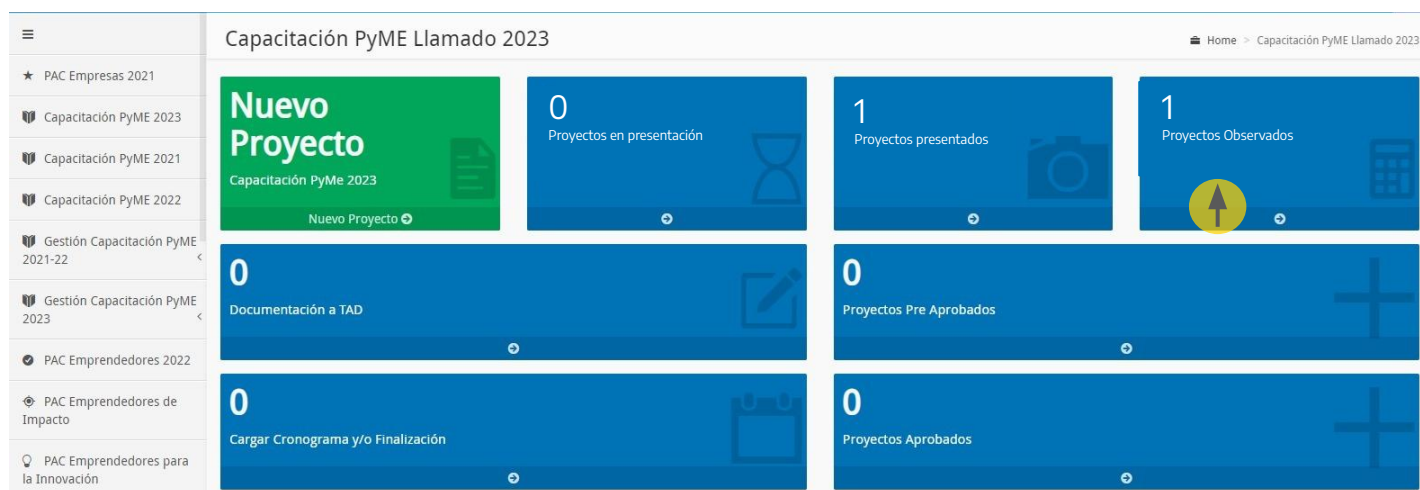 Capacitación PyME Llamado 2023
Home > Capacitación PyME Llamado 2023
PAC Empresas 2021
Capacitación PyME 2023
Capacitación PyME 2021
Capacitación PyME 2022
Gestión Capacitación PyME
2021-22
Gestión Capacitación PyME
2023
PAC Emprendedores 2022
PAC Emprendedores de
Impacto
PAC Emprendedores para
la Innovación
Nuevo
Proyecto
Capacitación PyMe 2023
Nuevo Proyecto
0
Proyectos en presentación
1
Proyectos presentados
1
Proyectos Observados
0
Documentación a TAD
0
Proyectos Pre Aprobados
0
Cargar Cronograma y/o Finalización
0
Proyectos Aprobados